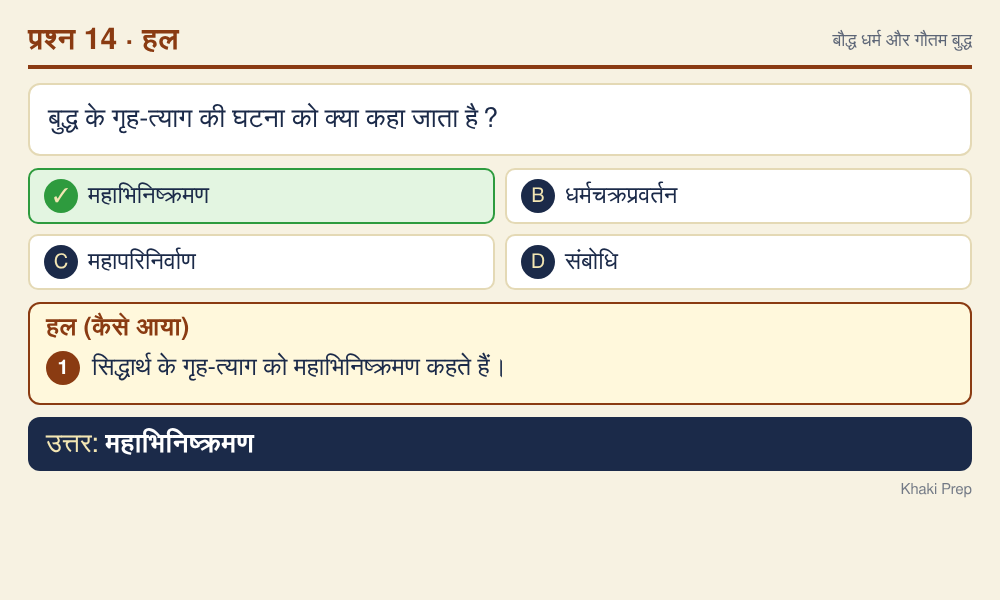 प्रश्न 14 · हल
बौद्ध धर्म और गौतम बुद्ध
बुद्ध के गृह-त्याग की घटना को क्या कहा जाता है ?
✓ महाभिनिष्क्रमण
B धर्मचक्रप्रवर्तन
C महापरिनिर्वाण
D संबोधि
हल (कैसे आया)
1 सिद्धार्थ के गृह-त्याग को महाभिनिष्क्रमण कहते हैं।
उत्तर: महाभिनिष्क्रमण
Khaki Prep